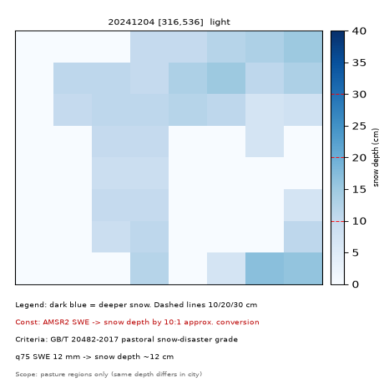 20241204 [316,536]  light
40
35
30
25
20
15
10
5
0
snow depth (cm)
Legend: dark blue = deeper snow. Dashed lines 10/20/30 cm
Const: AMSR2 SWE -> snow depth by 10:1 approx. conversion
Criteria: GB/T 20482-2017 pastoral snow-disaster grade
q75 SWE 12 mm -> snow depth ~12 cm
Scope: pasture regions only (same depth differs in city)